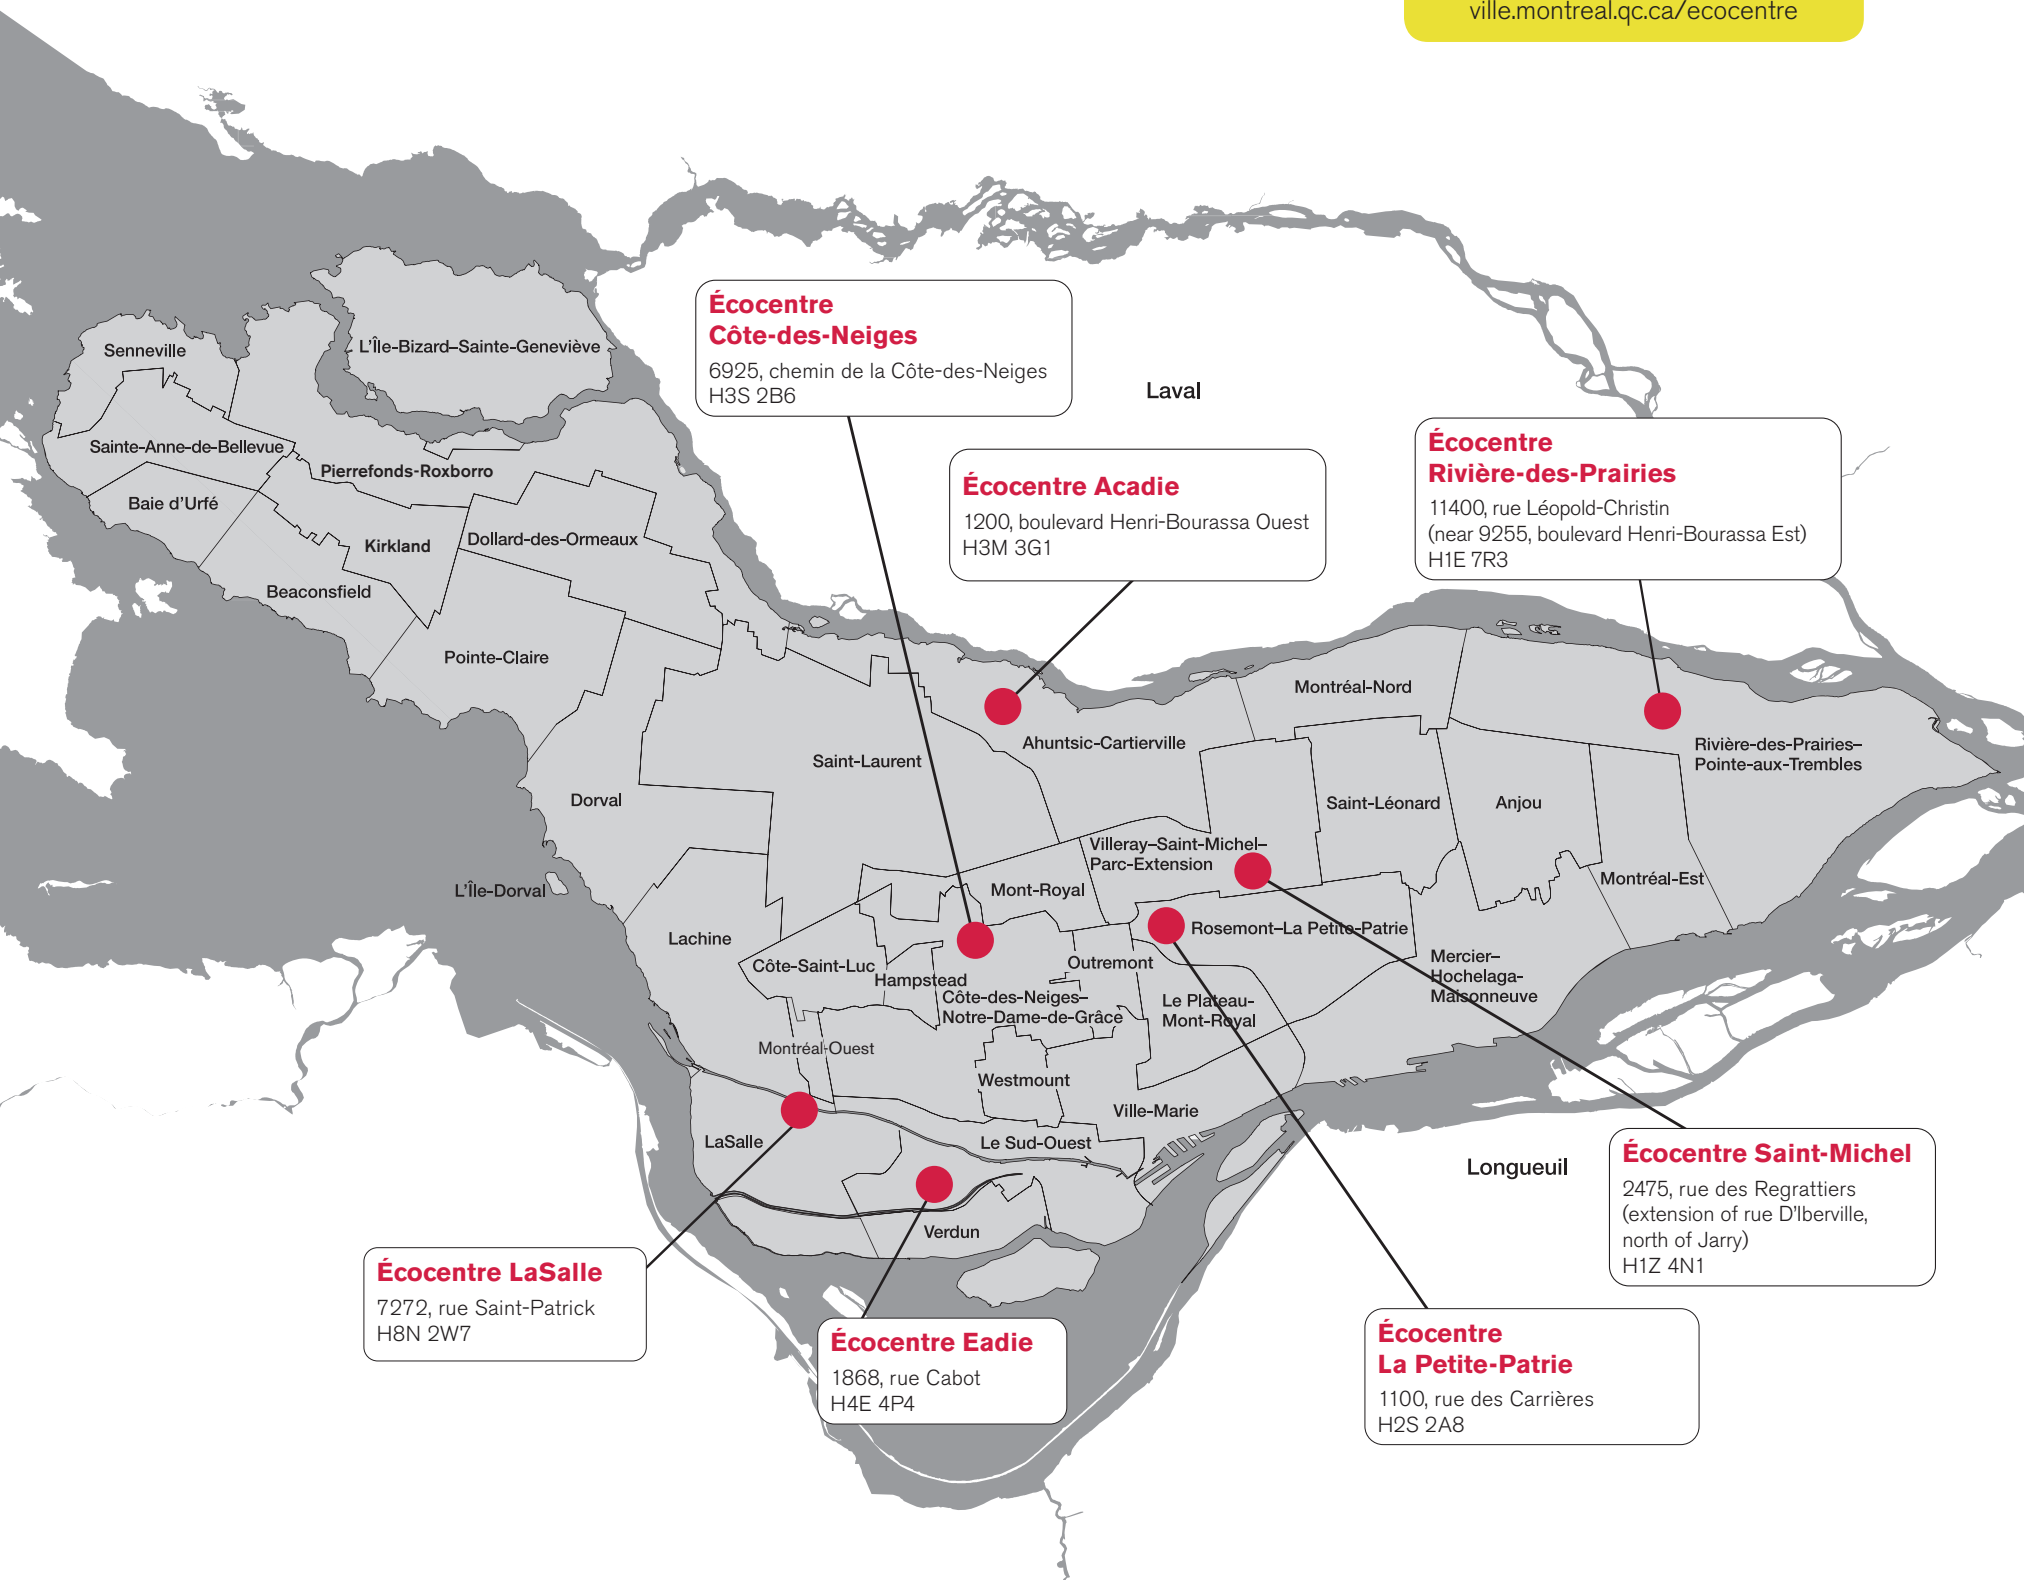 ville.montreal.qc.ca/ecocentre
Écocentre
Côte-des-Neiges
6925, chemin de la Côte-des-Neiges
H3S 2B6
Laval
Écocentre Acadie
1200, boulevard Henri-Bourassa Ouest
H3M 3G1
Écocentre
Rivière-des-Prairies
11400, rue Léopold-Christin
(near 9255, boulevard Henri-Bourassa Est)
H1E 7R3
Senneville
L'Île-Bizard–Sainte-Geneviève
Sainte-Anne-de-Bellevue
Pierrefonds-Roxborro
Baie d'Urfé
Kirkland
Dollard-des-Ormeaux
Beaconsfield
Pointe-Claire
Dorval
L'Île-Dorval
Saint-Laurent
Ahuntsic-Cartierville
Montréal-Nord
Rivière-des-Prairies–
Pointe-aux-Trembles
Saint-Léonard
Anjou
Montréal-Est
Villeray–Saint-Michel–
Parc-Extension
Mont-Royal
Rosemont–La Petite-Patrie
Lachine
Côte-Saint-Luc
Hampstead
Outremont
Côte-des-Neiges–
Notre-Dame-de-Grâce
Le Plateau-
Mont-Royal
Mercier–
Hochelaga-
Maisonneuve
Montréal-Ouest
Westmount
Ville-Marie
LaSalle
Le Sud-Ouest
Verdun
Longueuil
Écocentre LaSalle
7272, rue Saint-Patrick
H8N 2W7
Écocentre Eadie
1868, rue Cabot
H4E 4P4
Écocentre
La Petite-Patrie
1100, rue des Carrières
H2S 2A8
Écocentre Saint-Michel
2475, rue des Regrattiers
(extension of rue D'Iberville,
north of Jarry)
H1Z 4N1